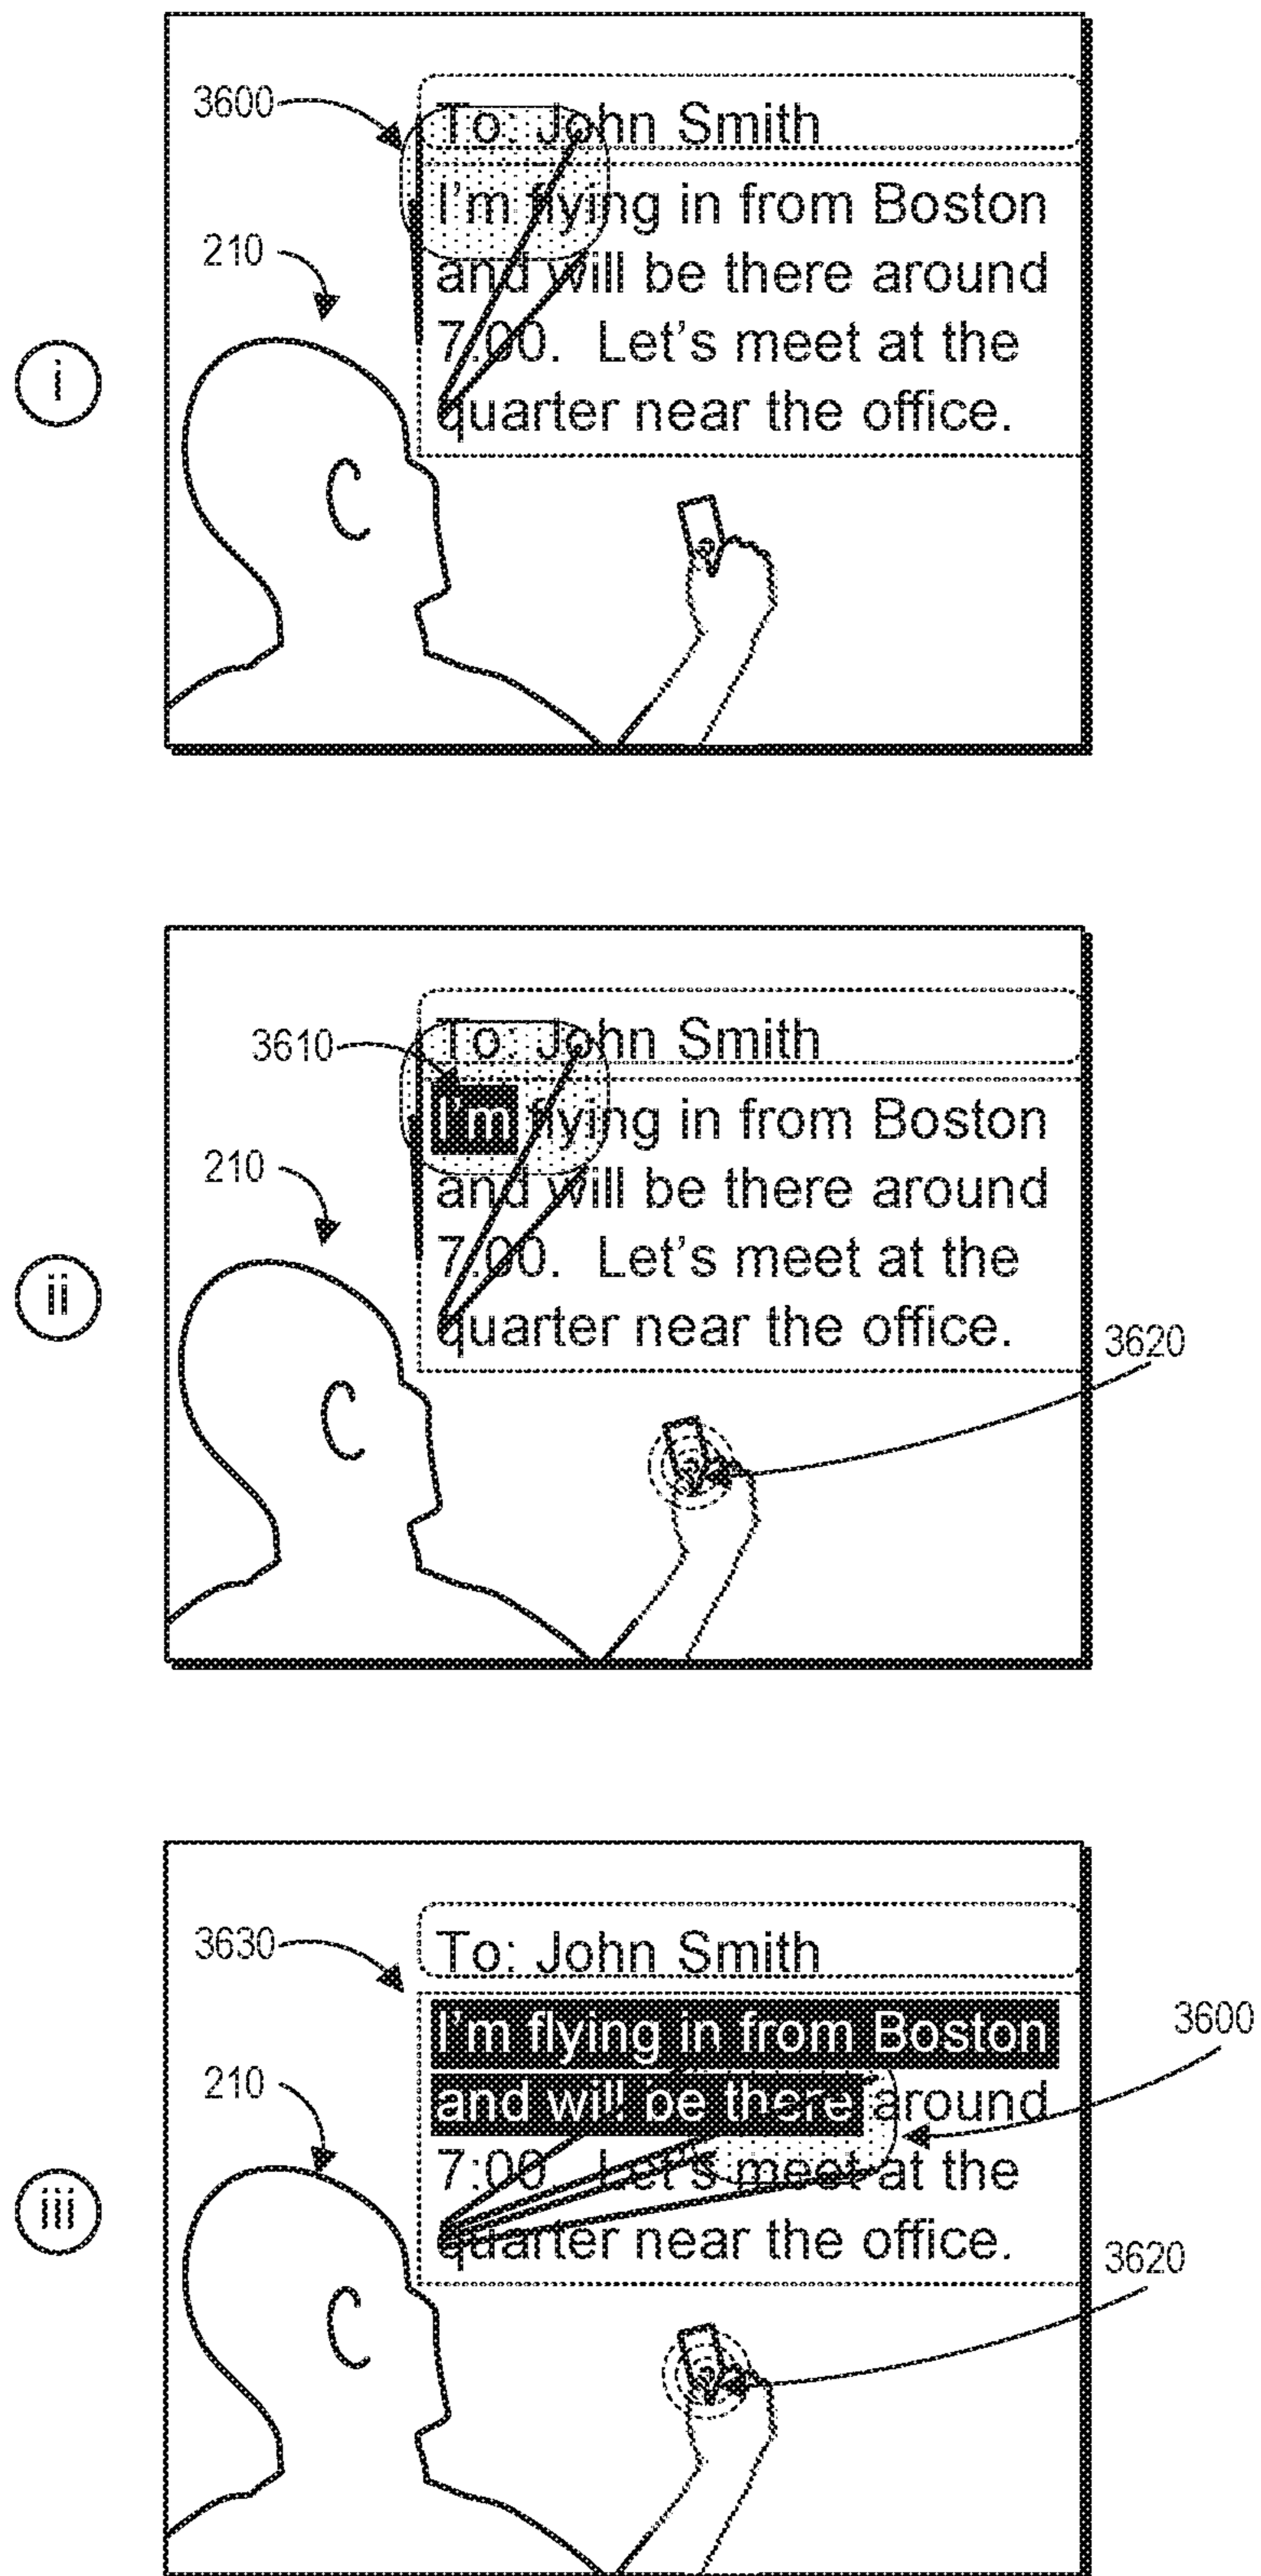 3600
To: John Smith
I'm flying in from Boston
210
and will be there around
i
7:00. Let's meet at the
quarter near the office.
3610
To: John Smith
I'm flying in from Boston
210
and will be there around
ii
7:00. Let's meet at the
quarter near the office.
3620
3630
To: John Smith
3600
I'm flying in from Boston
210
and will be there around
iii
7:00 Let's meet at the
quarter near the office.
3620